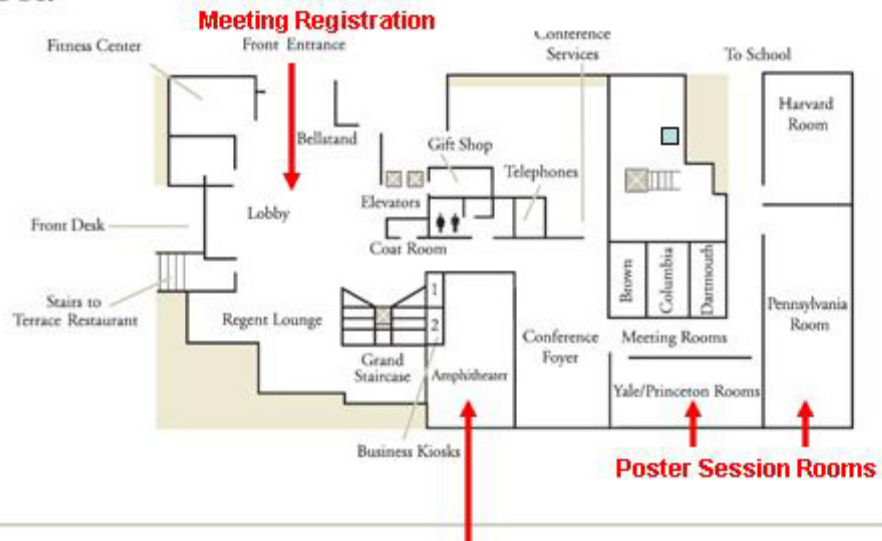 Meeting Registration
Fitness Center
Front Entrance
Conference
Services
To School
Harvard
Room
Bellstand
Gift Shop
Telephones
Elevators
Lobby
Front Desk
Coat Room
Brown
Columbia
Dartmouth
1
2
Stairs to
Terrace Restaurant
Regent Lounge
Pennsylvania
Room
Conference
Foyer
Meeting Rooms
Grand
Staircase
Amphitheater
Yale/Princeton Rooms
Business Kiosks
Poster Session Rooms